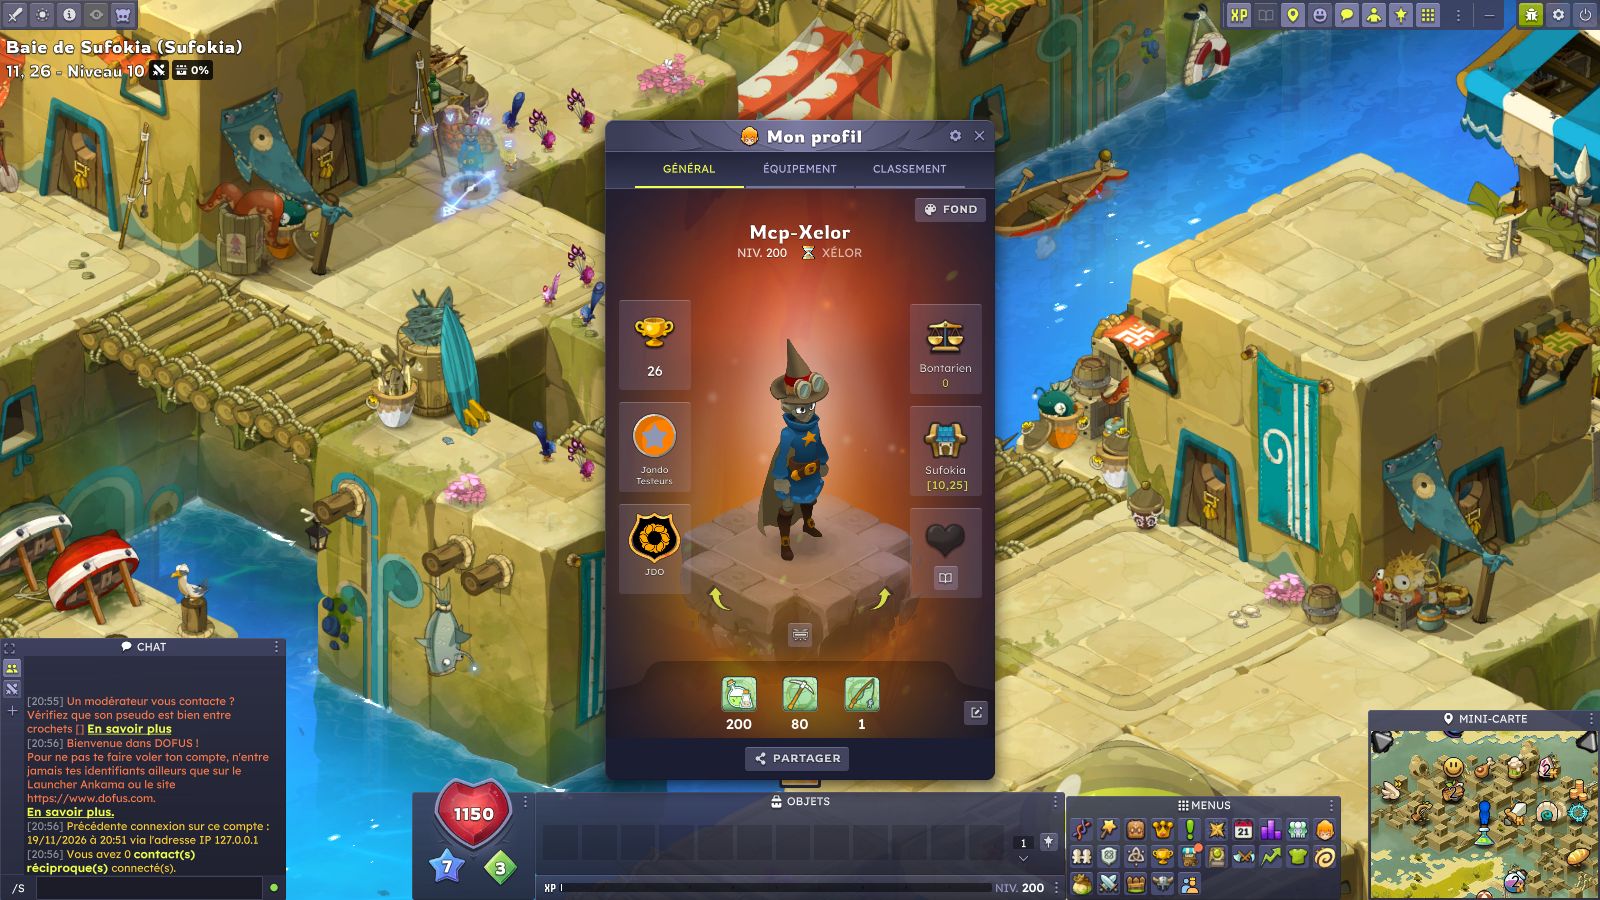 XP
Baie de Sufokia (Sufokia)
11, 26 - Niveau 10
0%
Mon profil
GÉNÉRAL
ÉQUIPEMENT
CLASSEMENT
FOND
Mcp-Xelor
NIV. 200
XÉLOR
26
Bontarien
0
Jondo
Testeurs
Sufokia
[10,25]
JDO
200
80
1
PARTAGER
CHAT
[20:55] Un modérateur vous contacte ?
Vérifiez que son pseudo est bien entre
crochets [] En savoir plus
[20:56] Bienvenue dans DOFUS !
Pour ne pas te faire voler ton compte, n'entre
jamais tes identifiants ailleurs que sur le
Launcher Ankama ou le site
https://www.dofus.com.
En savoir plus.
[20:56] Précédente connexion sur ce compte :
19/11/2026 à 20:51 via l'adresse IP 127.0.0.1
[20:56] Vous avez 0 contact(s)
réciproque(s) connecté(s).
/S
1150
7
3
OBJETS
1
XP
NIV. 200
MENUS
21
MINI-CARTE
2
2